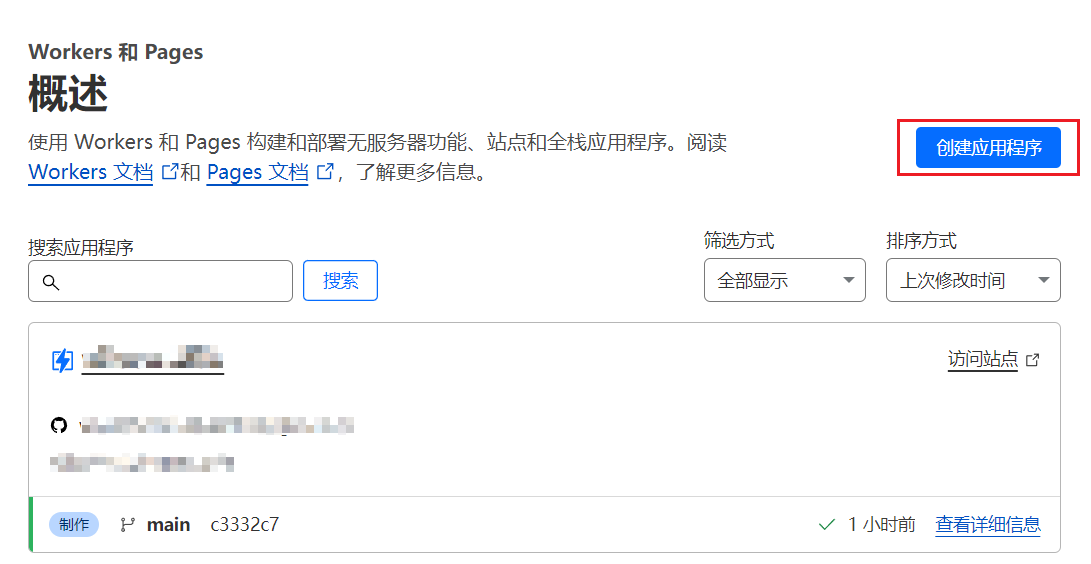 Workers 和 Pages
概述
使用 Workers 和 Pages 构建和部署无服务器功能、站点和全栈应用程序。阅读
Workers 文档 和 Pages 文档 ，了解更多信息。
创建应用程序
搜索应用程序
搜索
筛选方式
全部显示
排序方式
上次修改时间
访问站点
制作 main c3332c7 1 小时前 查看详细信息